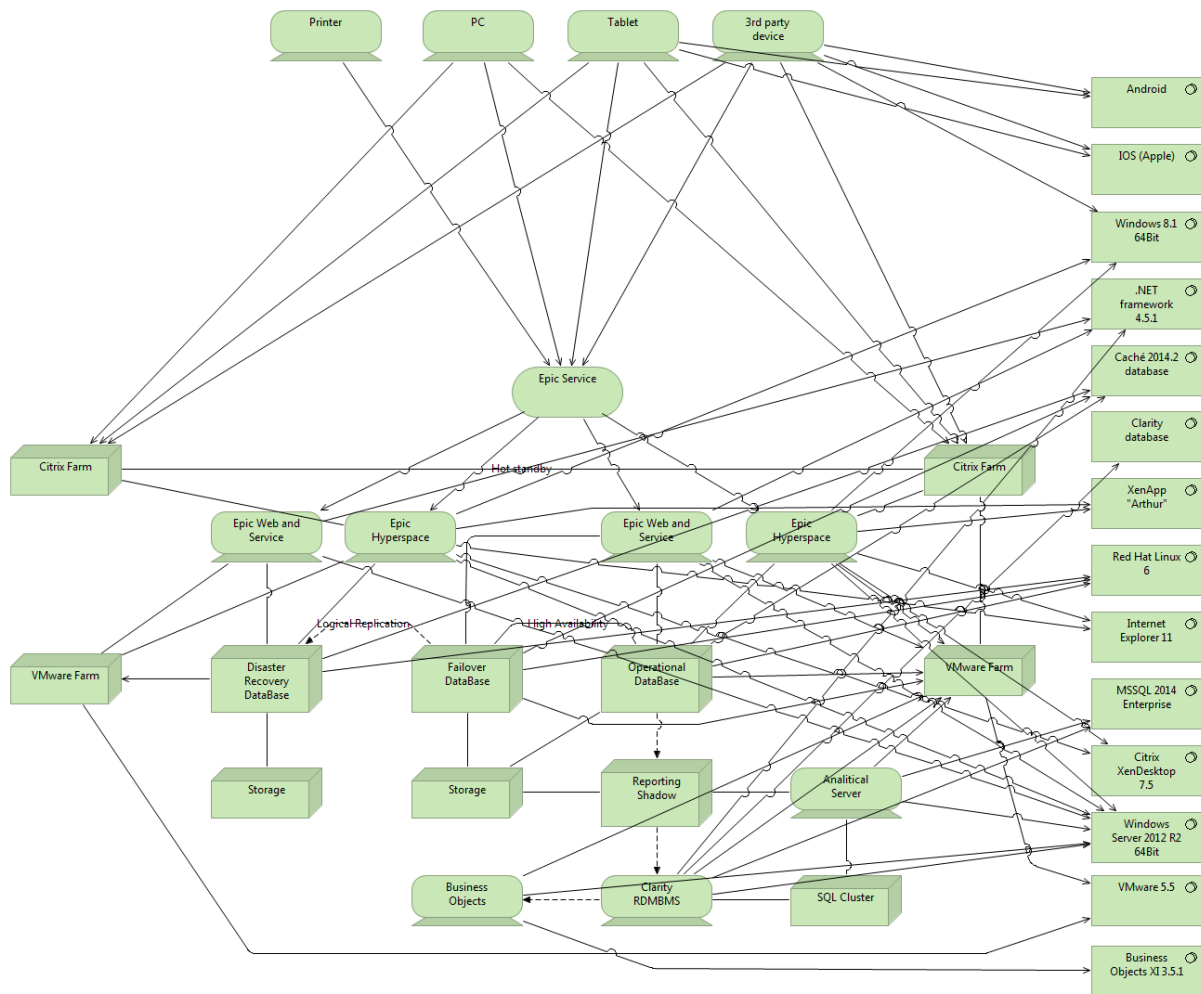 Printer
PC
Tablet
3rd party
device
Android
IOS (Apple)
Windows 8.1
64Bit
.NET
framework
4.5.1
Caché 2014.2
database
Epic Service
Clarity
database
Citrix Farm
Hot standby
Citrix Farm
XenApp
"Arthur"
Epic Web and
Service
Epic
Hyperspace
Epic Web and
Service
Epic
Hyperspace
Red Hat Linux
6
Logical Replication
High Availability
Internet
Explorer 11
VMware Farm
Disaster
Recovery
DataBase
Failover
DataBase
Operational
DataBase
VMware Farm
MSSQL 2014
Enterprise
Storage
Storage
Reporting
Shadow
Analitical
Server
Citrix
XenDesktop
7.5
Windows
Server 2012 R2
64Bit
Business
Objects
Clarity
RDMBMS
SQL Cluster
VMware 5.5
Business
Objects XI 3.5.1